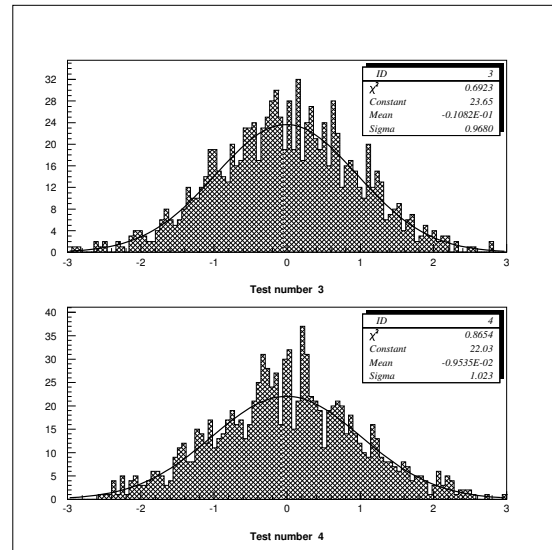 ID 3
χ² 0.6923
Constant 23.65
Mean -0.1082E-01
Sigma 0.9680
32
28
24
20
16
12
8
4
0
-3 -2 -1 0 1 2 3
Test number 3
ID 4
χ² 0.8654
Constant 22.03
Mean -0.9535E-02
Sigma 1.023
40
35
30
25
20
15
10
5
0
-3 -2 -1 0 1 2 3
Test number 4